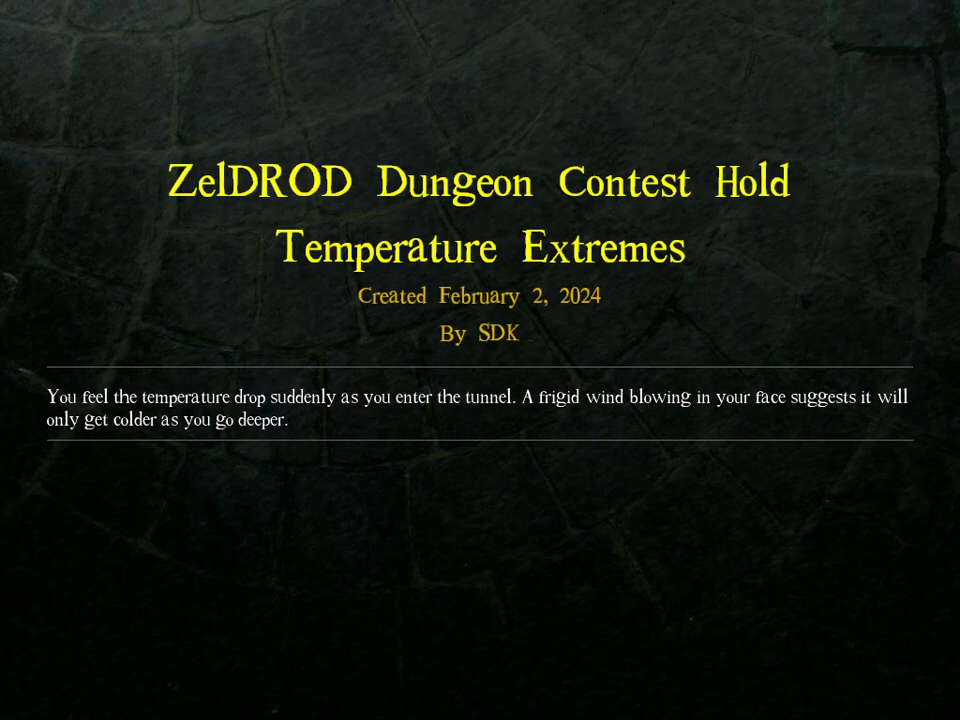 ZelDROD Dungeon Contest Hold
Temperature Extremes
Created February 2, 2024
By SDK
You feel the temperature drop suddenly as you enter the tunnel. A frigid wind blowing in your face suggests it will
only get colder as you go deeper.